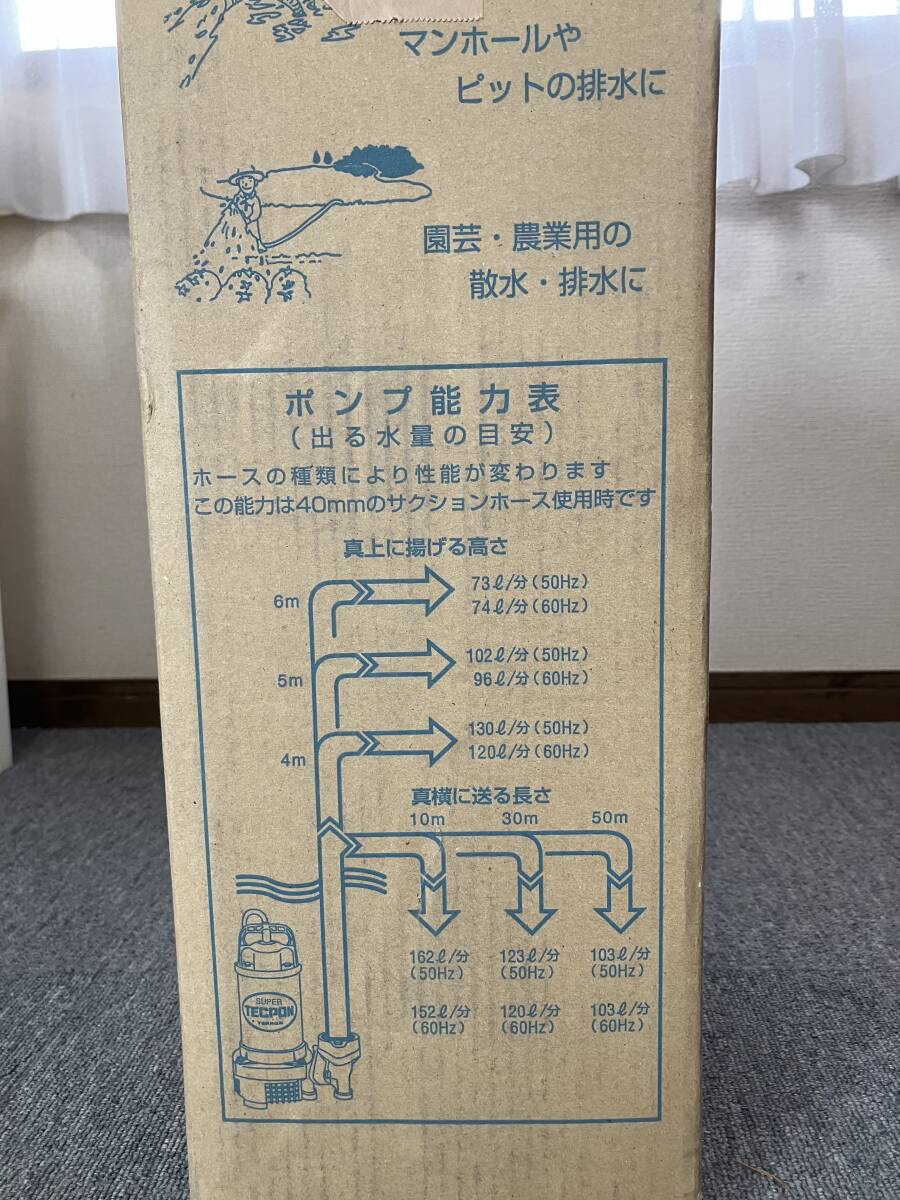 マンホールや
ピットの排水に
園芸・農業用の
散水・排水に
ポンプ能力表
(出る水量の目安)
ホースの種類により性能が変わります
この能力は40mmのサクションホース使用時です
真上に揚げる高さ
6m
73ℓ/分(50Hz)
74ℓ/分(60Hz)
5m
102ℓ/分(50Hz)
96ℓ/分(60Hz)
4m
130ℓ/分(50Hz)
120ℓ/分(60Hz)
真横に送る長さ
10m 30m 50m
162ℓ/分 123ℓ/分 103ℓ/分
(50Hz) (50Hz) (50Hz)
152ℓ/分 120ℓ/分 103ℓ/分
(60Hz) (60Hz) (60Hz)
SUPER
TECPON